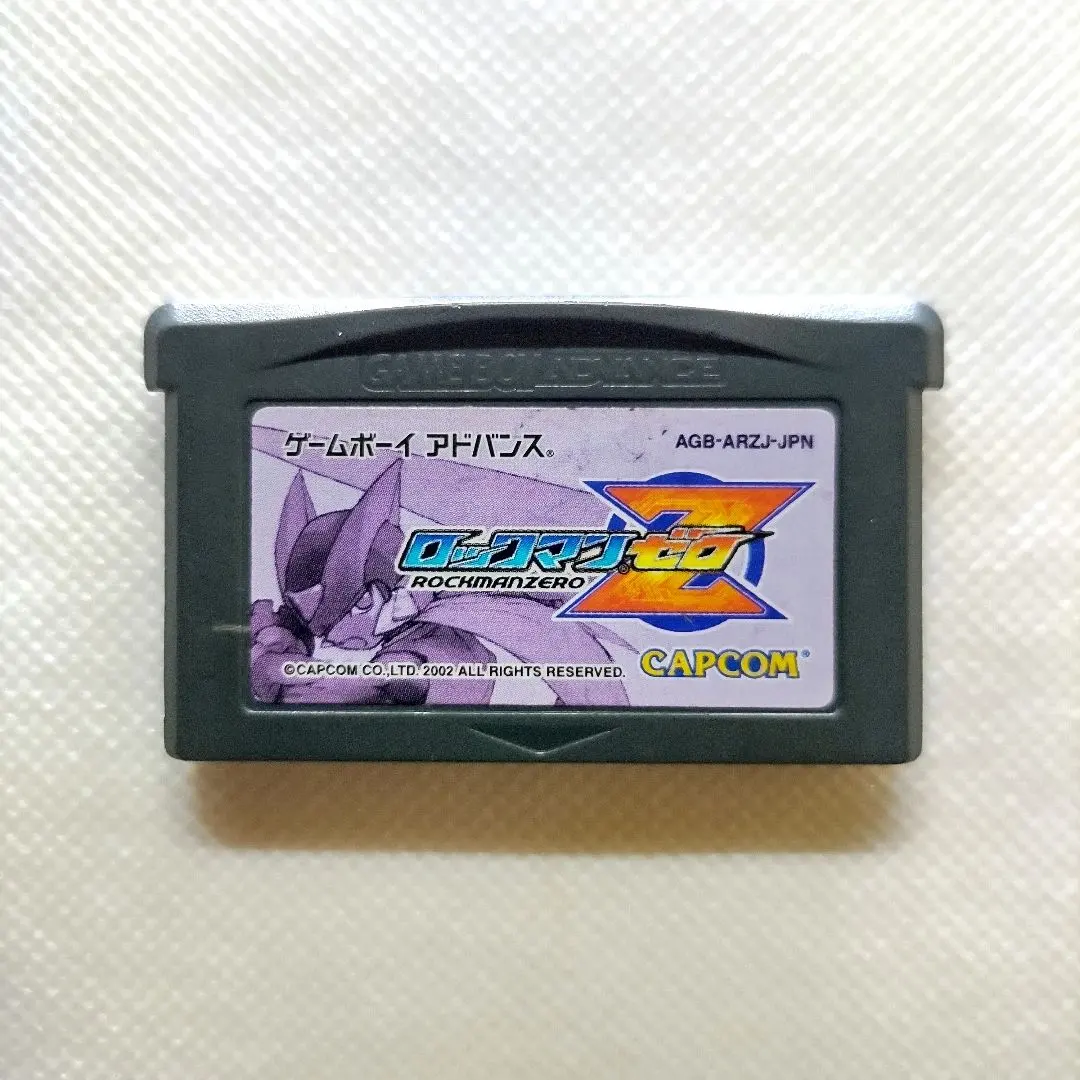 GAME BOY ADVANCE
ゲームボーイ アドバンス®
AGB-ARZJ-JPN
Z
ロックマン®ゼロ
ROCKMANZERO™
©CAPCOM CO.,LTD. 2002 ALL RIGHTS RESERVED.
CAPCOM®